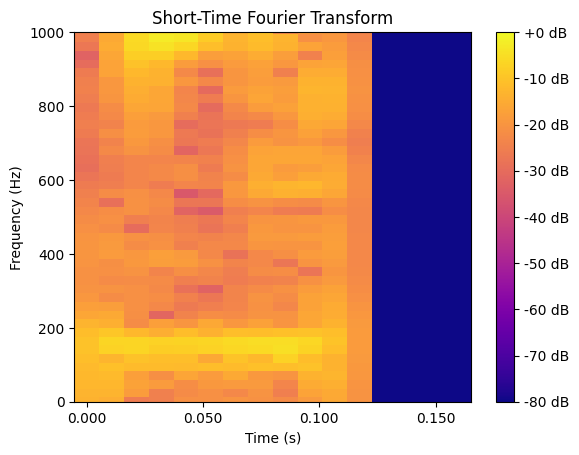 Short-Time Fourier Transform
Frequency (Hz)
1000
800
600
400
200
0
0.000
0.050
0.100
0.150
Time (s)
+0 dB
-10 dB
-20 dB
-30 dB
-40 dB
-50 dB
-60 dB
-70 dB
-80 dB